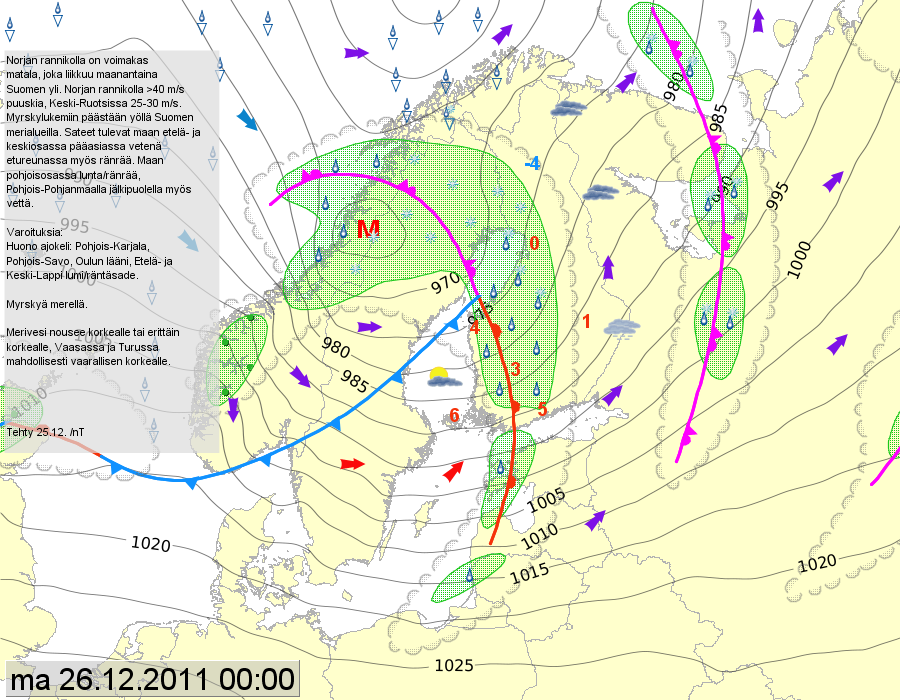 Norjan rannikolla on voimakas
matala, joka liikkuu maanantaina
Suomen yli. Norjan rannikolla >40 m/s
puuskia, Keski-Ruotsissa 25-30 m/s.
Myrskylukemiin päästään yöllä Suomen
merialueilla. Sateet tulevat maan etelä- ja
keskiosassa pääasiassa vetenä
etureunassa myös ränrää. Maan
pohjoisosassa lunta/ränrää,
Pohjois-Pohjanmaalla jälkipuolella myös
vettä.
Varoituksia:
Huono ajokeli: Pohjois-Karjala,
Pohjois-Savo, Oulun lääni, Etelä- ja
Keski-Lappi lumi/räntäsade.
Myrskyä merellä.
Merivesi nousee korkealle tai erittäin
korkealle, Vaasassa ja Turussa
mahdollisesti vaarallisen korkealle.
Tehty 25.12. /nT
980
985
990
995
1000
-4
0
M
970
975
4
1
3
6
5
990
995
1000
1005
1010
980
985
1005
1010
1015
1020
1020
1025
ma 26.12.2011 00:00